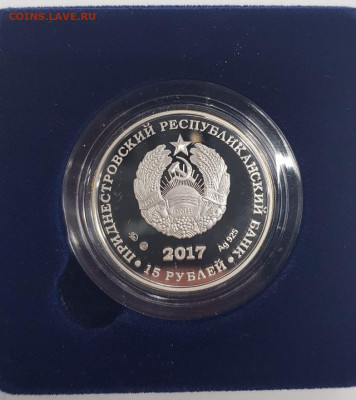 COINS.LAVE.RU
ПРИДНЕСТРОВСКИЙ РЕСПУБЛИКАНСКИЙ БАНК
2017
Ag 925
• 15 РУБЛЕЙ •